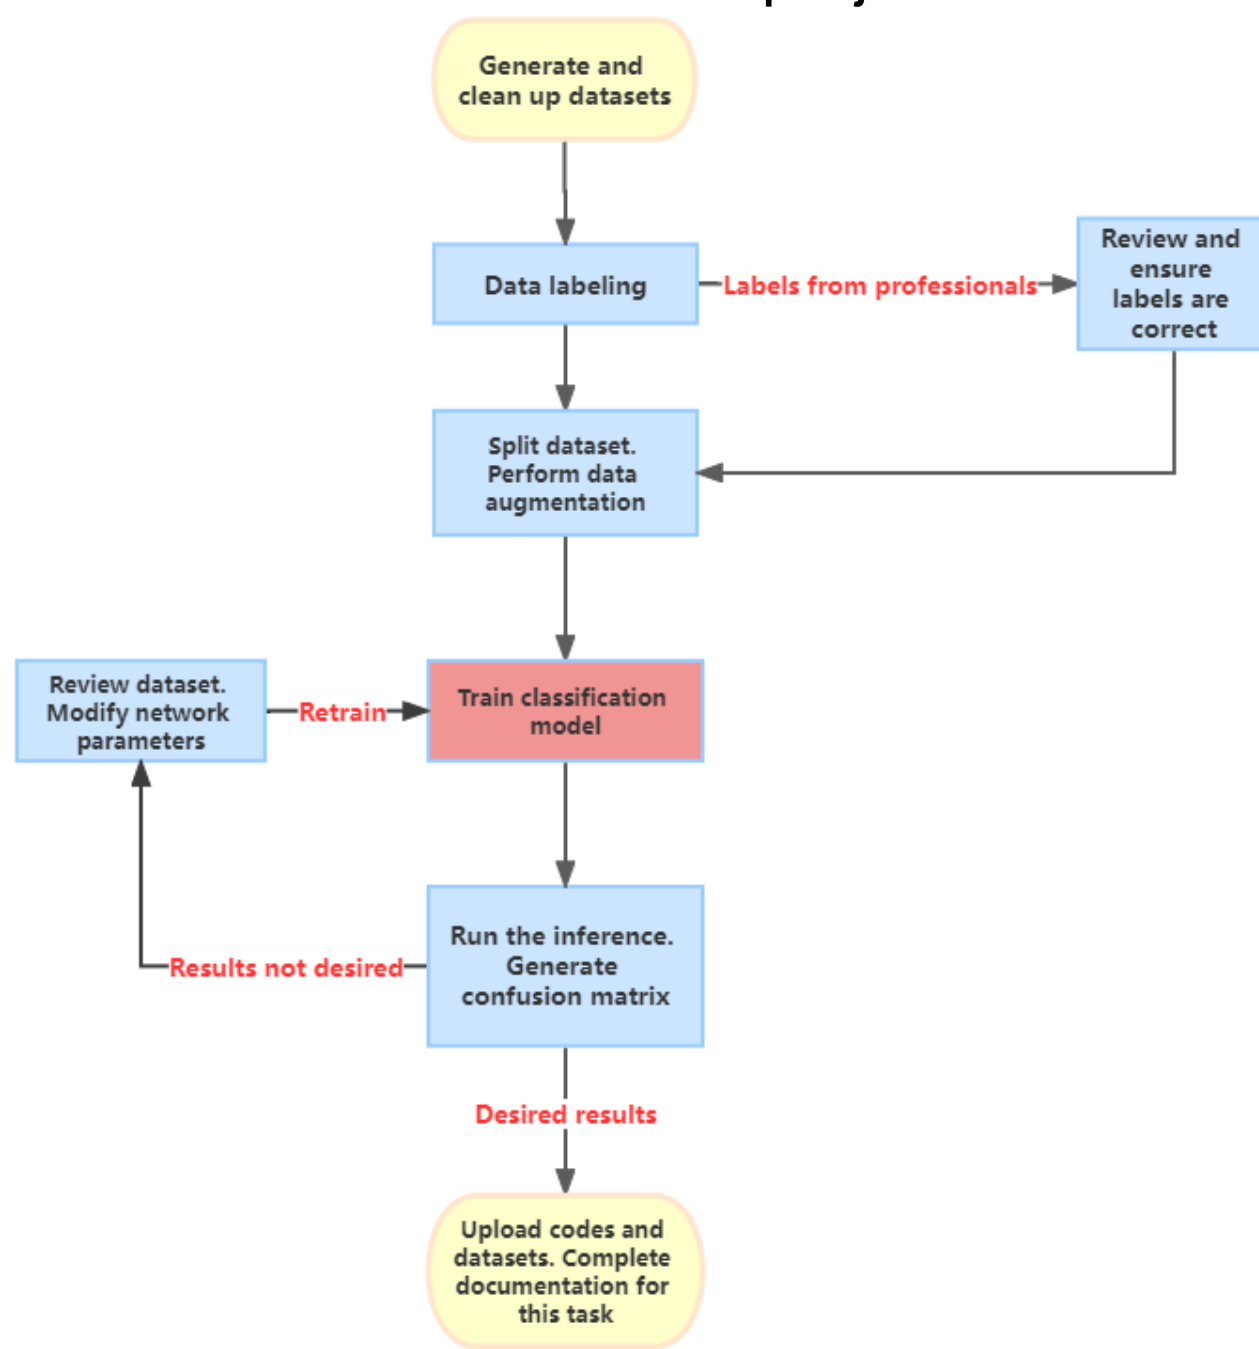 Generate and
clean up datasets
Data labeling
Labels from professionals
Review and
ensure
labels are
correct
Split dataset.
Perform data
augmentation
Review dataset.
Modify network
parameters
Retrain
Train classification
model
Run the inference.
Generate
confusion matrix
Results not desired
Desired results
Upload codes and
datasets. Complete
documentation for
this task